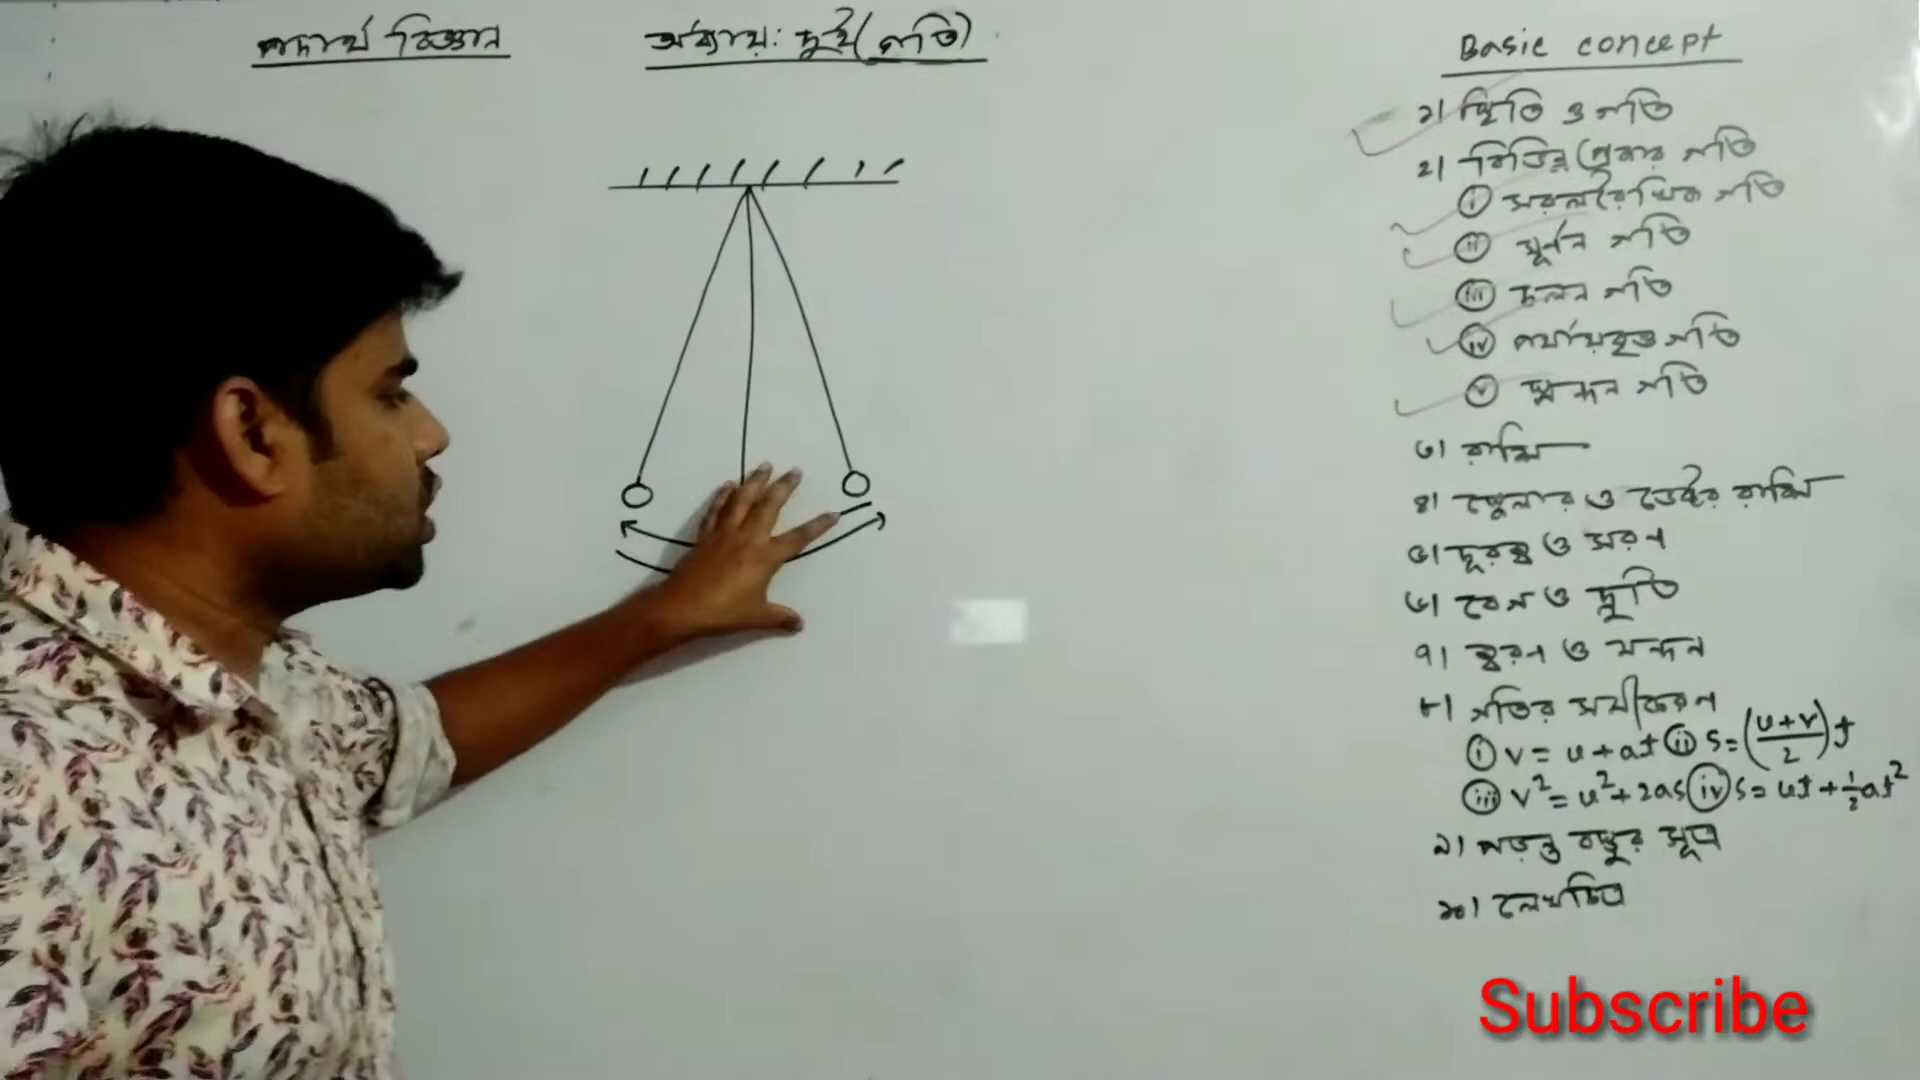 পদার্থ বিজ্ঞান
অধ্যায়: দুই (গতি)
Basic concept
১। স্থিতি ও গতি
২। বিভিন্ন প্রকার গতি
i সরলরৈখিক গতি
ii ঘূর্ণন গতি
iii চলন গতি
iv পর্যায়বৃত্ত গতি
v স্পন্দন গতি
৩। রাশি
৪। স্কেলার ও ভেক্টর রাশি
৫। দূরত্ব ও সরণ
৬। বেগ ও দ্রুতি
৭। ত্বরণ ও মন্দন
৮। গতির সমীকরণ
i v = u + at ii s = (u+v/2)t
iii v² = u² + 2as iv s = ut + ½at²
৯। পড়ন্ত বস্তুর সূত্র
১০। লেখচিত্র
Subscribe